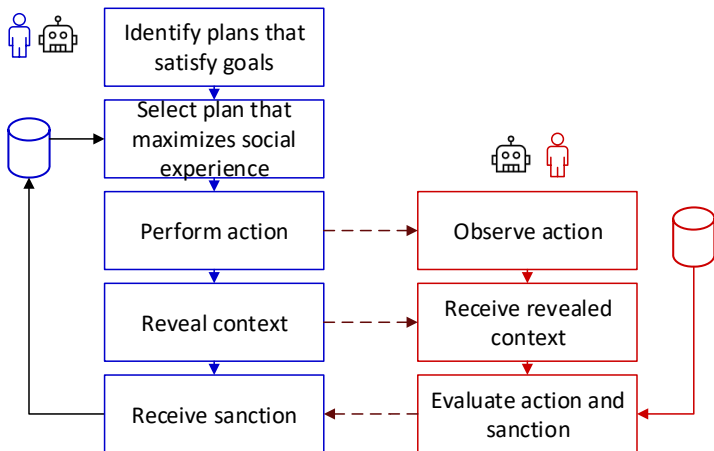 Identify plans that
satisfy goals
Select plan that
maximizes social
experience
Perform action
Observe action
Reveal context
Receive revealed
context
Receive sanction
Evaluate action and
sanction